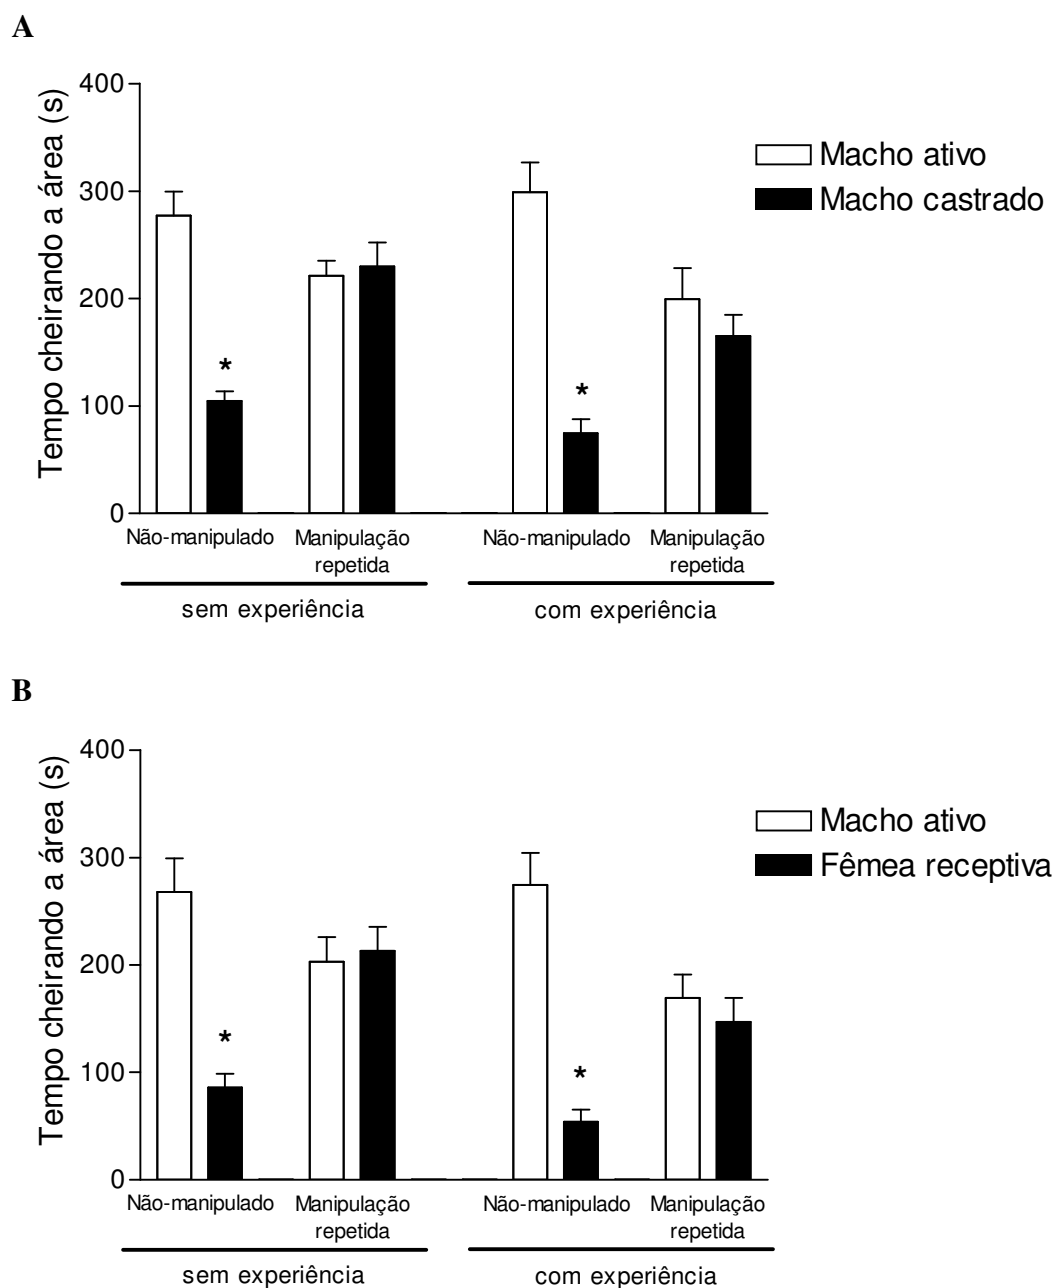 A
Tempo cheirando a área (s)
400
300
200
100
0
Macho ativo
Macho castrado
*
*
Não-manipulado
Manipulação
repetida
Não-manipulado
Manipulação
repetida
sem experiência
com experiência
B
Tempo cheirando a área (s)
400
300
200
100
0
Macho ativo
Fêmea receptiva
*
*
Não-manipulado
Manipulação
repetida
Não-manipulado
Manipulação
repetida
sem experiência
com experiência